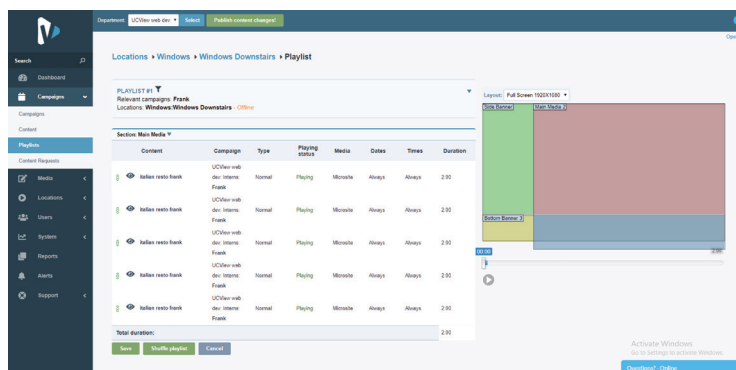 Department: UCView web dev Select Publish content changes!
Ope
Search
Dashboard
Campaigns
Campaigns
Content
Playlists
Content Requests
Media
Locations
Users
System
Reports
Alerts
Support
Locations Windows Windows Downstairs Playlist
PLAYLIST #1
Relevant campaigns: Frank
Locations: Windows:Windows Downstairs - Offline
Section: Main Media
Content Campaign Type Playing status Media Dates Times Duration
UCView web
Italian resto frank dev: Interns: Normal Playing Microsite Always Always 2:00
Frank
UCView web
Italian resto frank dev: Interns: Normal Playing Microsite Always Always 2:00
Frank
UCView web
Italian resto frank dev: Interns: Normal Playing Microsite Always Always 2:00
Frank
UCView web
Italian resto frank dev: Interns: Normal Playing Microsite Always Always 2:00
Frank
UCView web
Italian resto frank dev: Interns: Normal Playing Microsite Always Always 2:00
Frank
Total duration: 2:00
Save Shuffle playlist Cancel
Layout: Full Screen 1920X1080
Side Banner Main Media 2
Bottom Banner 3
00:00 2:00
Activate Windows
Go to Settings to activate Windows.
Questions? - Online